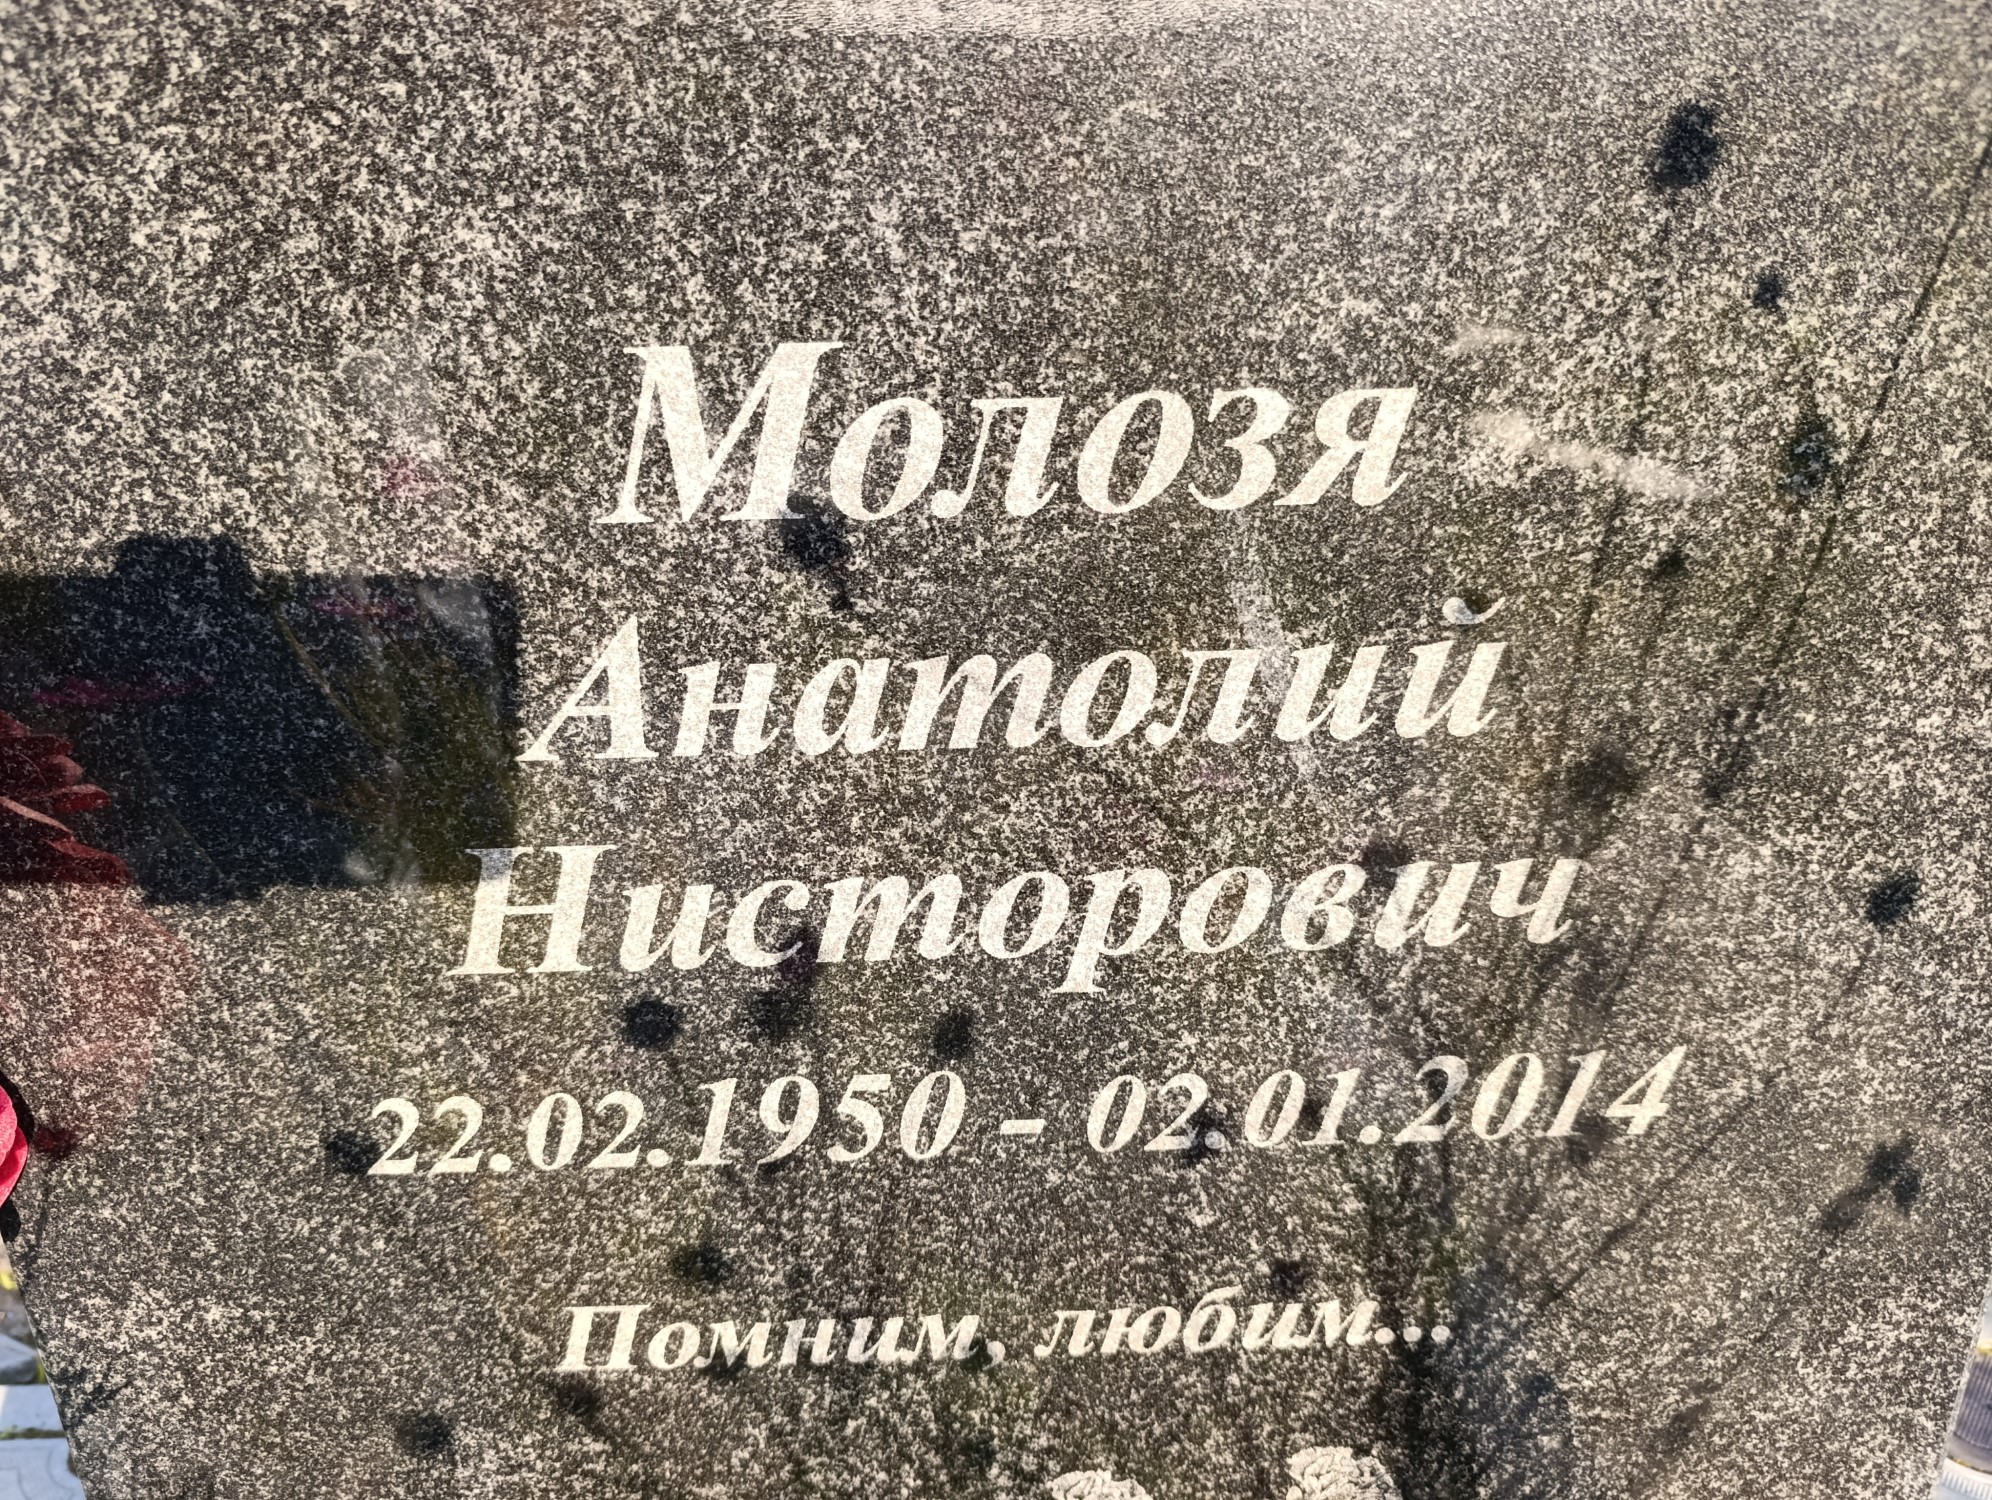 Молозя
Анатолий
Нисторович
22.02.1950 - 02.01.2014
Помним, любим...